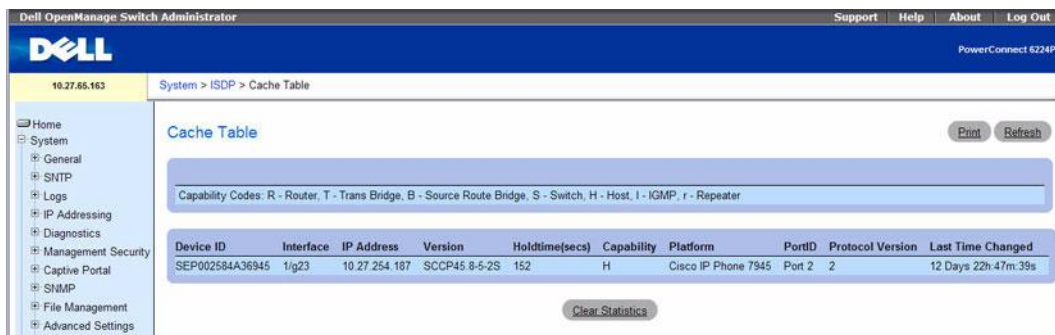 Dell OpenManage Switch Administrator Support Help About Log Out
DELL
PowerConnect 6224P
10.27.65.163 System > ISDP > Cache Table
Home
System
General
SNTP
Logs
IP Addressing
Diagnostics
Management Security
Captive Portal
SNMP
File Management
Advanced Settings
Cache Table Print Refresh
Capability Codes: R - Router, T - Trans Bridge, B - Source Route Bridge, S - Switch, H - Host, I - IGMP, r - Repeater
Device ID Interface IP Address Version Holdtime(secs) Capability Platform PortID Protocol Version Last Time Changed
SEP002584A36945 1/g23 10.27.254.187 SCCP45.8-5-2S 152 H Cisco IP Phone 7945 Port 2 2 12 Days 22h:47m:39s
Clear Statistics